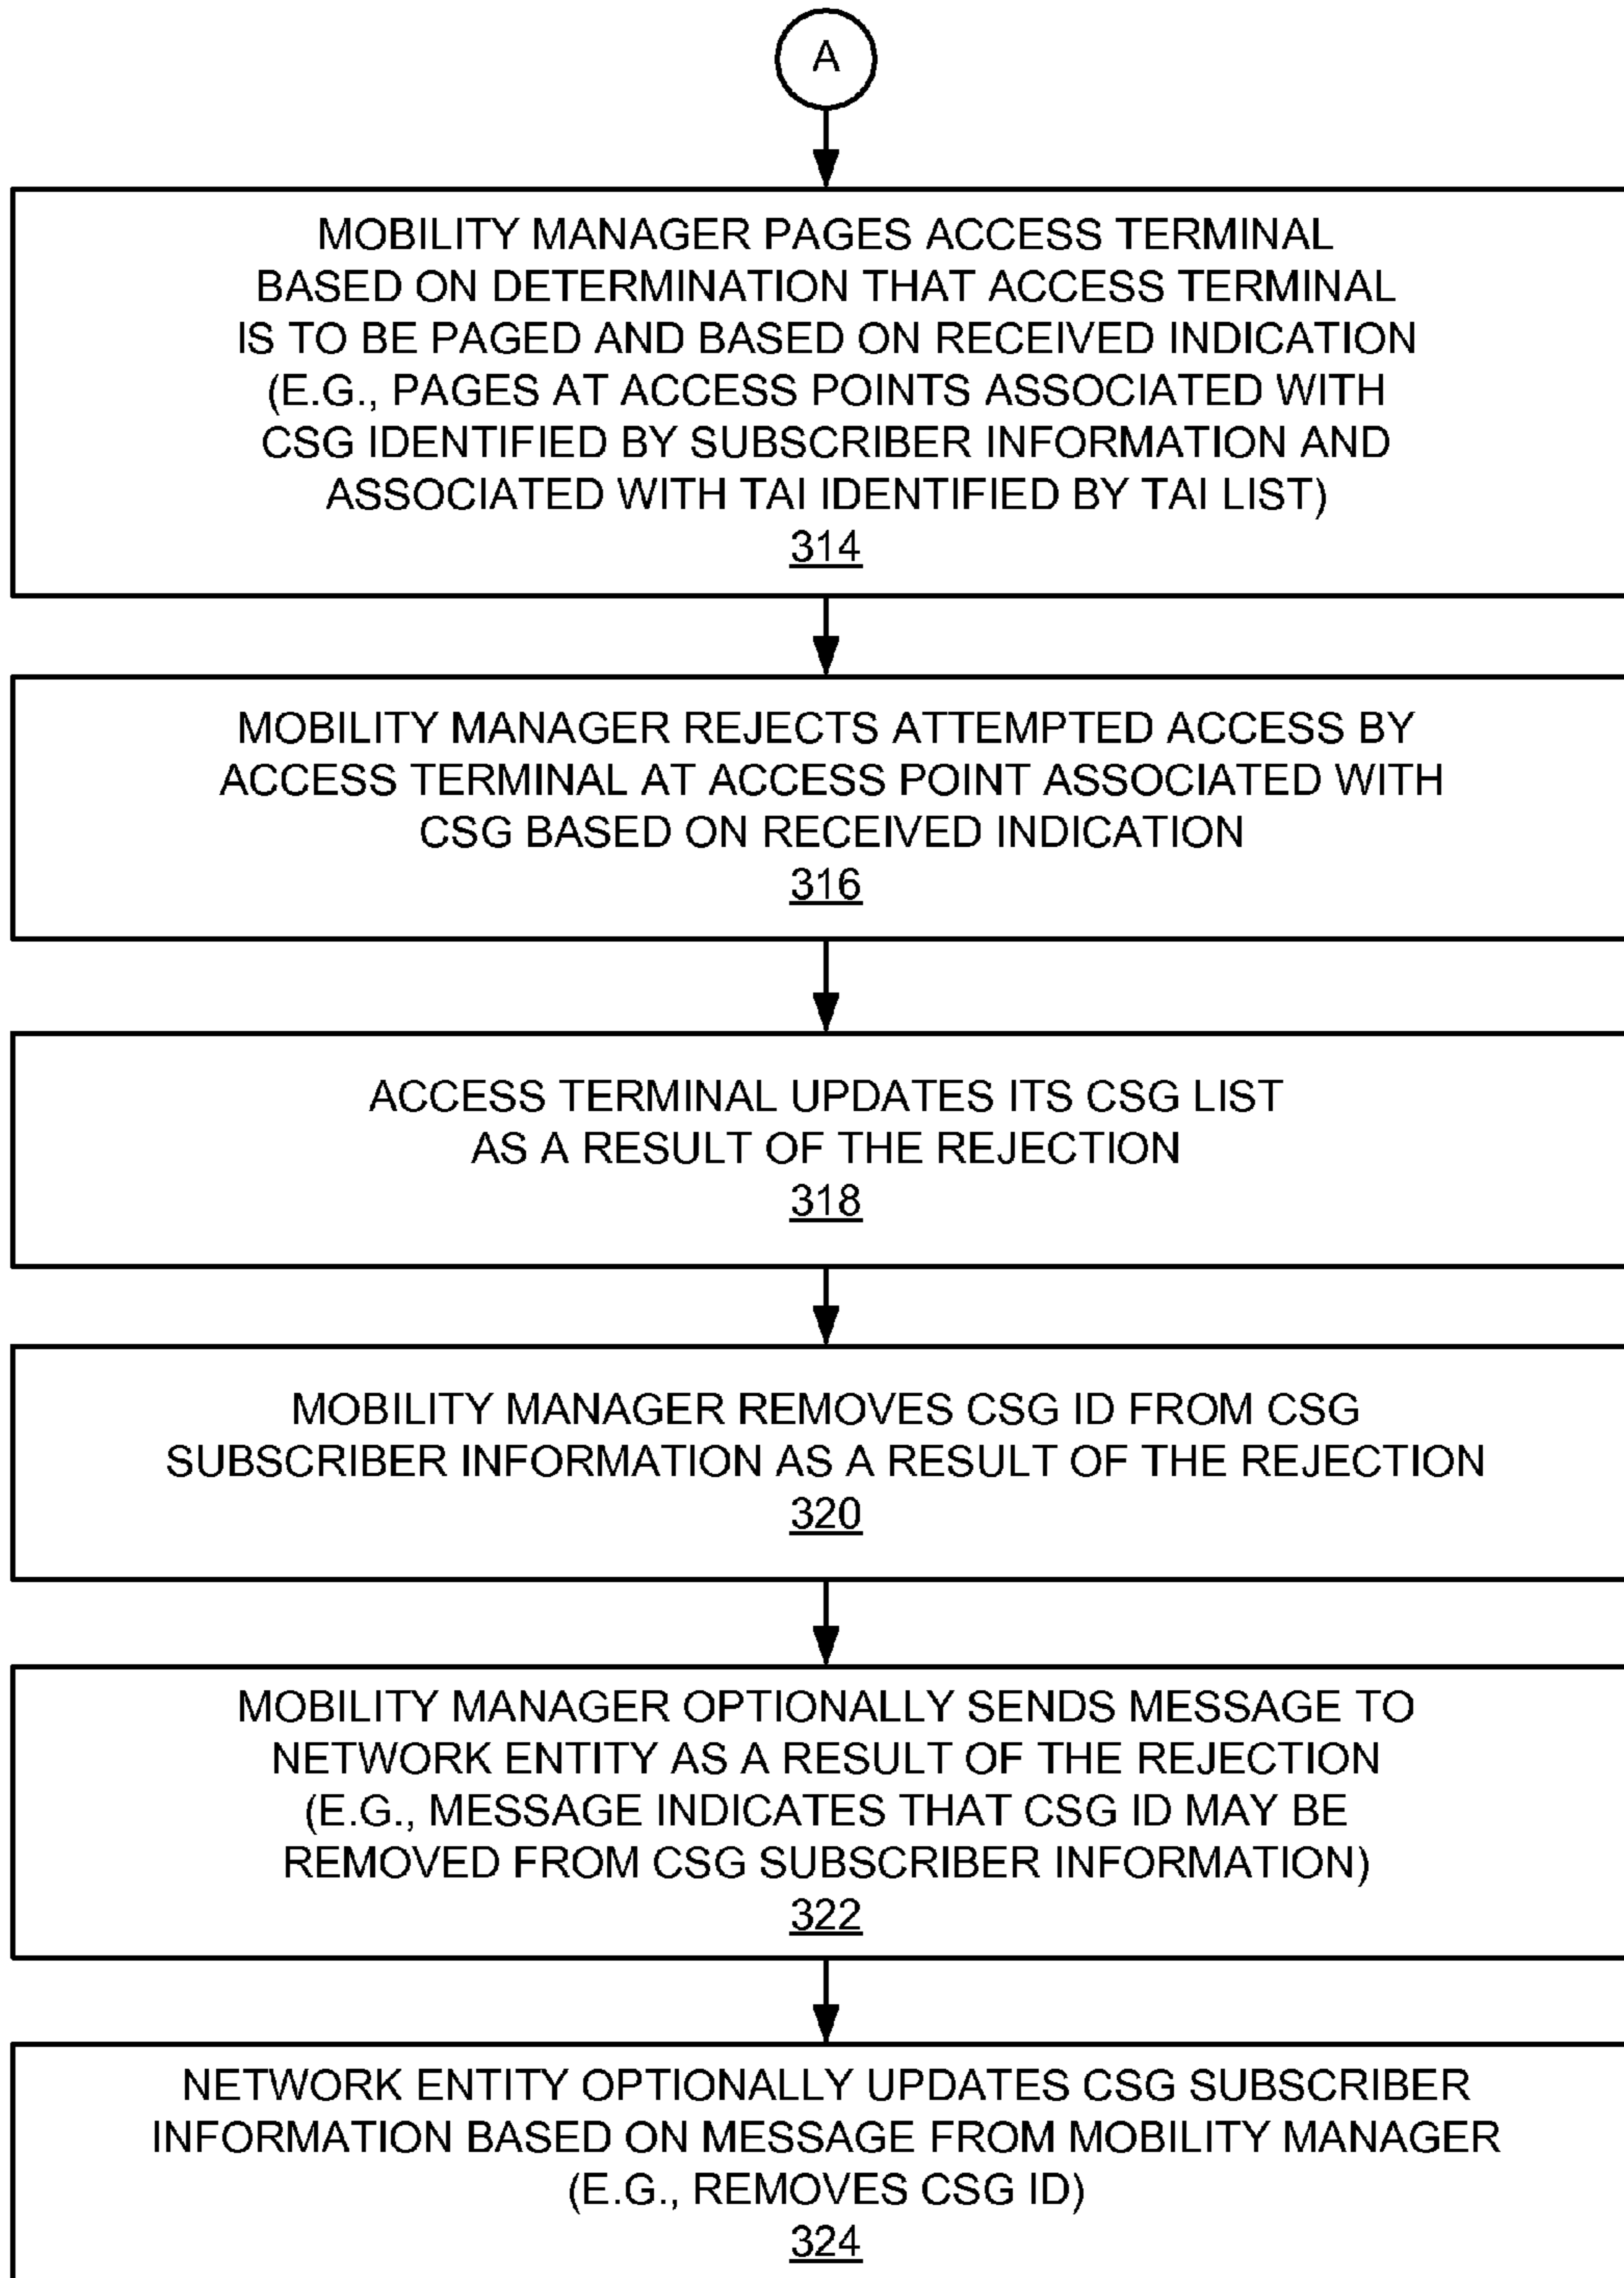 A
MOBILITY MANAGER PAGES ACCESS TERMINAL
BASED ON DETERMINATION THAT ACCESS TERMINAL
IS TO BE PAGED AND BASED ON RECEIVED INDICATION
(E.G., PAGES AT ACCESS POINTS ASSOCIATED WITH
CSG IDENTIFIED BY SUBSCRIBER INFORMATION AND
ASSOCIATED WITH TAI IDENTIFIED BY TAI LIST)
314
MOBILITY MANAGER REJECTS ATTEMPTED ACCESS BY
ACCESS TERMINAL AT ACCESS POINT ASSOCIATED WITH
CSG BASED ON RECEIVED INDICATION
316
ACCESS TERMINAL UPDATES ITS CSG LIST
AS A RESULT OF THE REJECTION
318
MOBILITY MANAGER REMOVES CSG ID FROM CSG
SUBSCRIBER INFORMATION AS A RESULT OF THE REJECTION
320
MOBILITY MANAGER OPTIONALLY SENDS MESSAGE TO
NETWORK ENTITY AS A RESULT OF THE REJECTION
(E.G., MESSAGE INDICATES THAT CSG ID MAY BE
REMOVED FROM CSG SUBSCRIBER INFORMATION)
322
NETWORK ENTITY OPTIONALLY UPDATES CSG SUBSCRIBER
INFORMATION BASED ON MESSAGE FROM MOBILITY MANAGER
(E.G., REMOVES CSG ID)
324